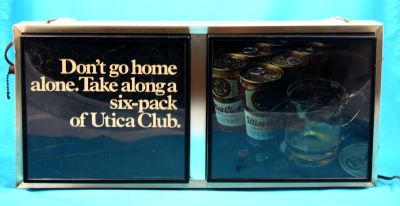 Don't go home
alone. Take along a
six-pack
of Utica Club.
Utica Club
Utica Club